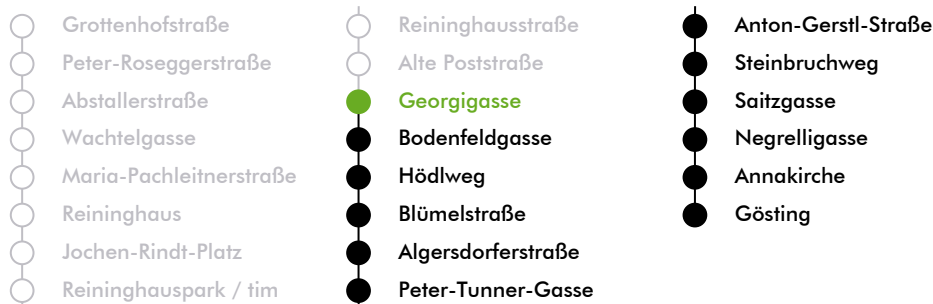 Grottenhofstraße
Peter-Roseggerstraße
Abstallerstraße
Wachtelgasse
Maria-Pachleitnerstraße
Reininghaus
Jochen-Rindt-Platz
Reininghauspark / tim
Reininghausstraße
Alte Poststraße
Georgigasse
Bodenfeldgasse
Hödlweg
Blümelstraße
Algersdorferstraße
Peter-Tunner-Gasse
Anton-Gerstl-Straße
Steinbruchweg
Saitzgasse
Negrelligasse
Annakirche
Gösting